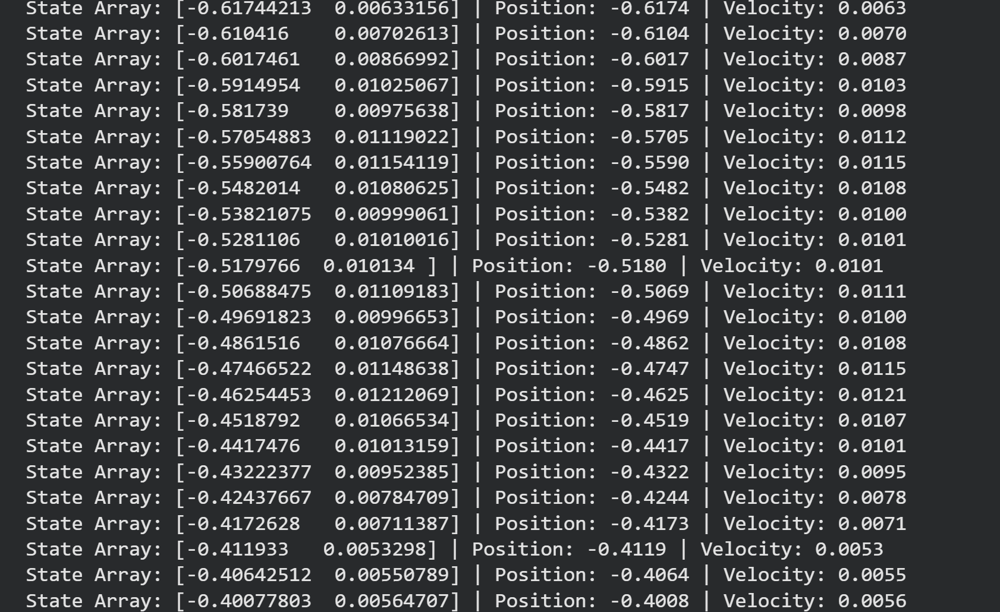 State Array: [-0.61744213  0.00633156] | Position: -0.6174 | Velocity: 0.0063
State Array: [-0.610416    0.00702613] | Position: -0.6104 | Velocity: 0.0070
State Array: [-0.6017461   0.00866992] | Position: -0.6017 | Velocity: 0.0087
State Array: [-0.5914954   0.01025067] | Position: -0.5915 | Velocity: 0.0103
State Array: [-0.581739    0.00975638] | Position: -0.5817 | Velocity: 0.0098
State Array: [-0.57054883  0.01119022] | Position: -0.5705 | Velocity: 0.0112
State Array: [-0.55900764  0.01154119] | Position: -0.5590 | Velocity: 0.0115
State Array: [-0.5482014   0.01080625] | Position: -0.5482 | Velocity: 0.0108
State Array: [-0.53821075  0.00999061] | Position: -0.5382 | Velocity: 0.0100
State Array: [-0.5281106   0.01010016] | Position: -0.5281 | Velocity: 0.0101
State Array: [-0.5179766  0.010134 ] | Position: -0.5180 | Velocity: 0.0101
State Array: [-0.50688475  0.01109183] | Position: -0.5069 | Velocity: 0.0111
State Array: [-0.49691823  0.00996653] | Position: -0.4969 | Velocity: 0.0100
State Array: [-0.4861516   0.01076664] | Position: -0.4862 | Velocity: 0.0108
State Array: [-0.47466522  0.01148638] | Position: -0.4747 | Velocity: 0.0115
State Array: [-0.46254453  0.01212069] | Position: -0.4625 | Velocity: 0.0121
State Array: [-0.4518792   0.01066534] | Position: -0.4519 | Velocity: 0.0107
State Array: [-0.4417476   0.01013159] | Position: -0.4417 | Velocity: 0.0101
State Array: [-0.43222377  0.00952385] | Position: -0.4322 | Velocity: 0.0095
State Array: [-0.42437667  0.00784709] | Position: -0.4244 | Velocity: 0.0078
State Array: [-0.4172628   0.00711387] | Position: -0.4173 | Velocity: 0.0071
State Array: [-0.411933   0.0053298] | Position: -0.4119 | Velocity: 0.0053
State Array: [-0.40642512  0.00550789] | Position: -0.4064 | Velocity: 0.0055
State Array: [-0.40077803  0.00564707] | Position: -0.4008 | Velocity: 0.0056